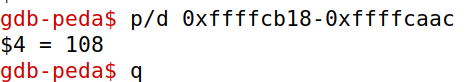 gdb-peda$ p/d 0xffffcb18-0xffffcaac
$4 = 108
gdb-peda$ q